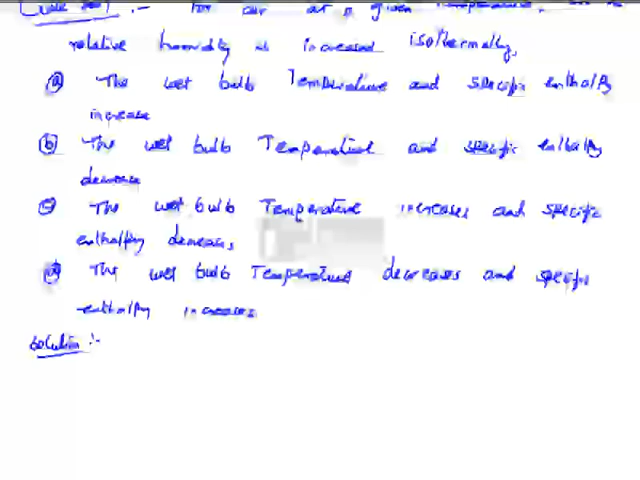 :- For air at a given temperature, as the
relative humidity is increased isothermally,
(a) The wet bulb Temperature and specific enthalpy
increase
(b) The wet bulb Temperature and specific enthalpy
decrease
(c) The wet bulb Temperature increases and specific
enthalpy decreases,
(d) The wet bulb Temperature decreases and specific
enthalpy increases
Solution :-